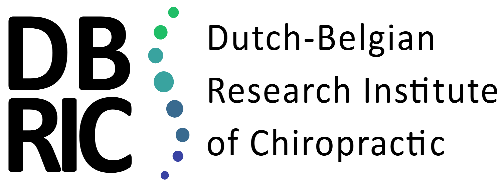 DB
RIC
Dutch-Belgian
Research Institute
of Chiropractic